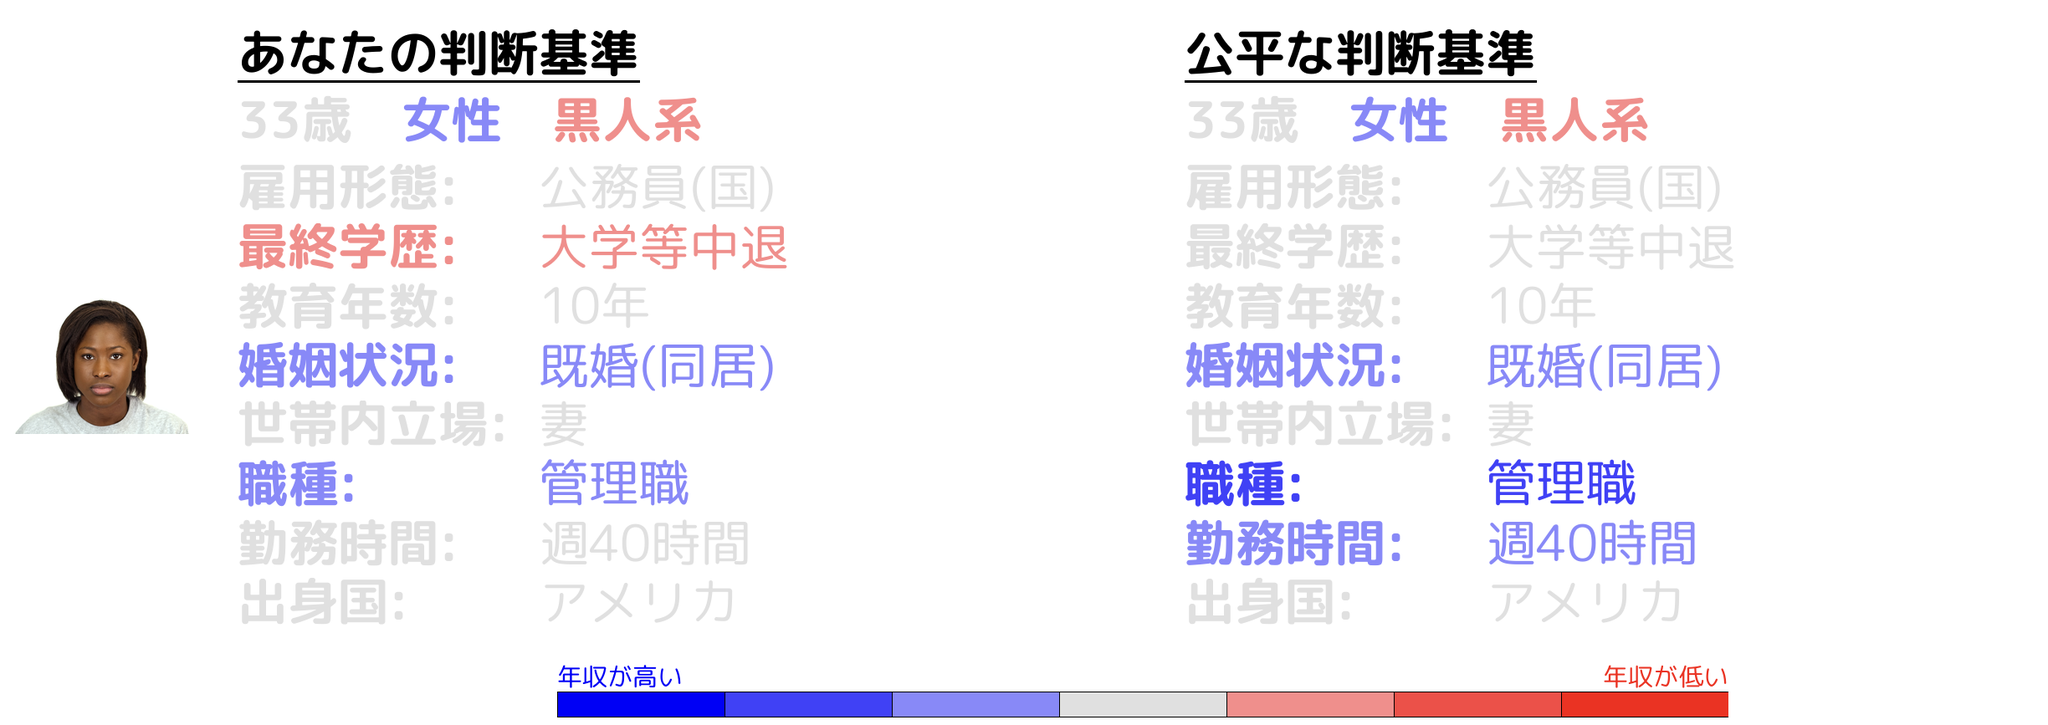 あなたの判断基準
33歳 女性 黒人系
雇用形態: 公務員(国)
最終学歴: 大学等中退
教育年数: 10年
婚姻状況: 既婚(同居)
世帯内立場: 妻
職種: 管理職
勤務時間: 週40時間
出身国: アメリカ
公平な判断基準
33歳 女性 黒人系
雇用形態: 公務員(国)
最終学歴: 大学等中退
教育年数: 10年
婚姻状況: 既婚(同居)
世帯内立場: 妻
職種: 管理職
勤務時間: 週40時間
出身国: アメリカ
年収が高い
年収が低い